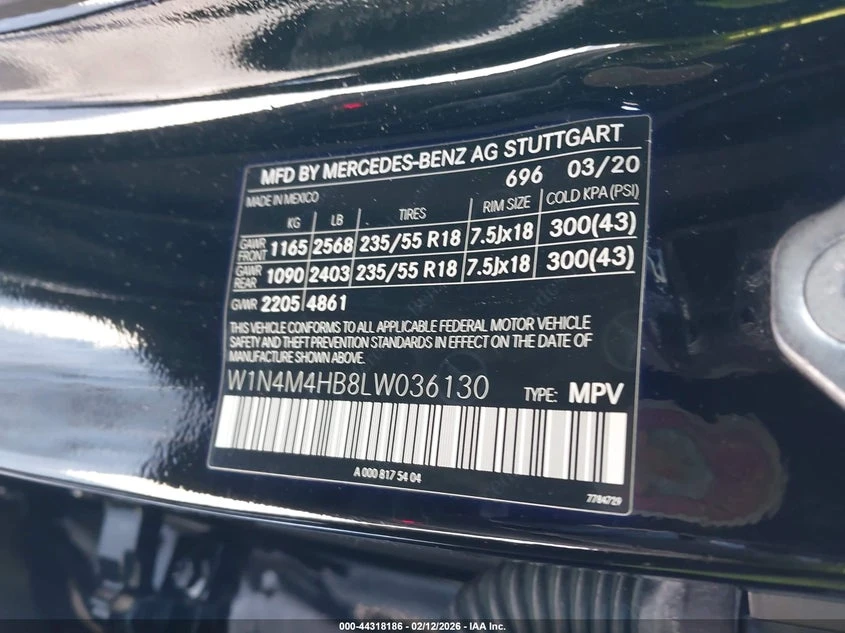 MFD BY MERCEDES-BENZ AG STUTTGART
696 03/20
MADE IN MEXICO
KG LB TIRES RIM SIZE COLD KPA (PSI)
GAWR FRONT 1165 2568 235/55 R18 7.5Jx18 300(43)
GAWR REAR 1090 2403 235/55 R18 7.5Jx18 300(43)
GVWR 2205 4861
THIS VEHICLE CONFORMS TO ALL APPLICABLE FEDERAL MOTOR VEHICLE
SAFETY AND THEFT PREVENTION STANDARDS IN EFFECT ON THE DATE OF
MANUFACTURE SHOWN ABOVE.
W1N4M4HB8LW036130 TYPE: MPV
A 000 817 54 04
7784729
000-44318186 - 02/12/2026 - IAA Inc.